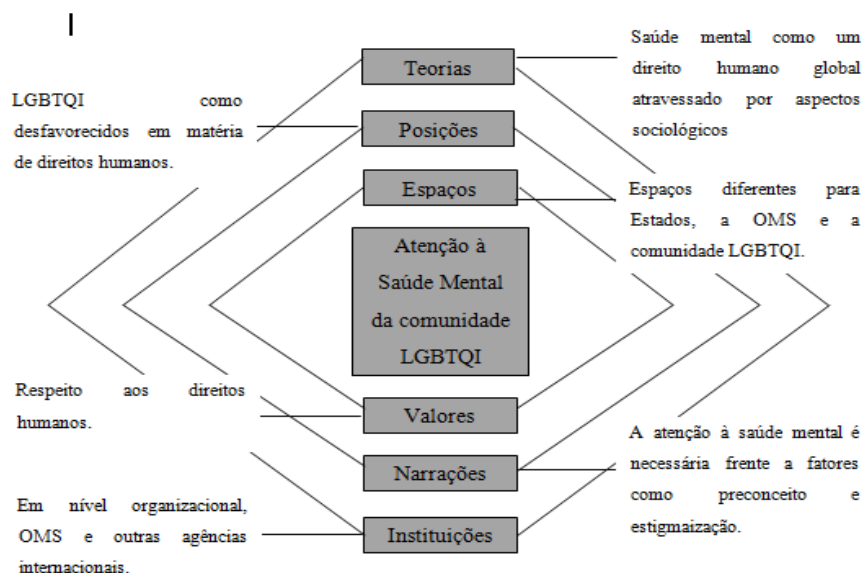 Teorias
Saúde mental como um
direito humano global
atravessado por aspectos
sociológicos
LGBTQI como
desfavorecidos em matéria
de direitos humanos.
Posições
Espaços
Espaços diferentes para
Estados, a OMS e a
comunidade LGBTQI.
Atenção à
Saúde Mental
da comunidade
LGBTQI
Respeito aos direitos
humanos.
Valores
A atenção à saúde mental é
necessária frente a fatores
como preconceito e
estigmaização.
Narrações
Em nível organizacional,
OMS e outras agências
internacionais.
Instituições